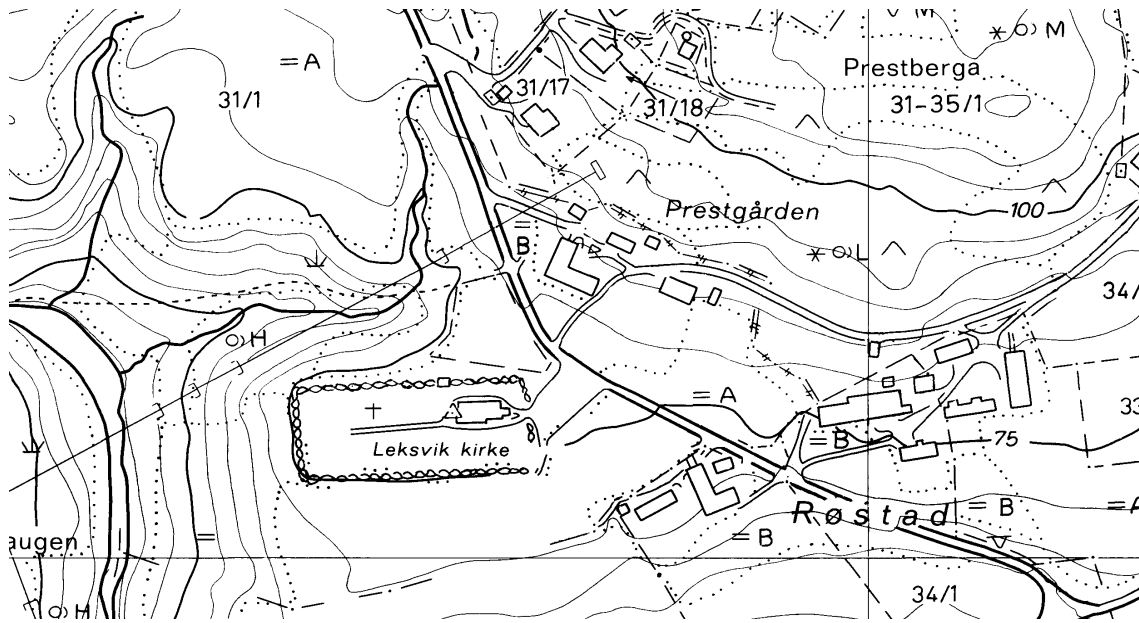 M
M
= A
Prestberga
31/17
31/1
31/18
31-35/1
Prestgården
100
B
L
34/
H
= A
33
Leksvik kirke
= B
75
Røstad
= B
= A
augen
= B
H
34/1